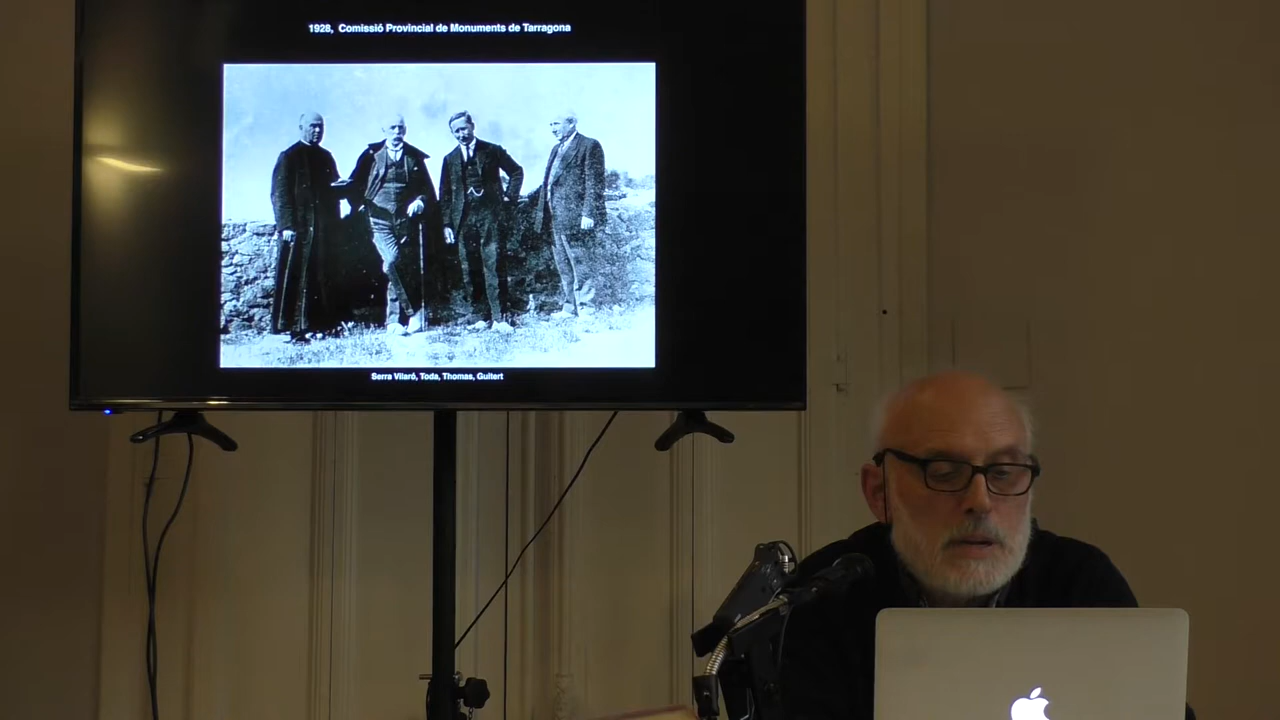 1928, Comissió Provincial de Monuments de Tarragona
Serra Vilaró, Toda, Thomas, Guitert